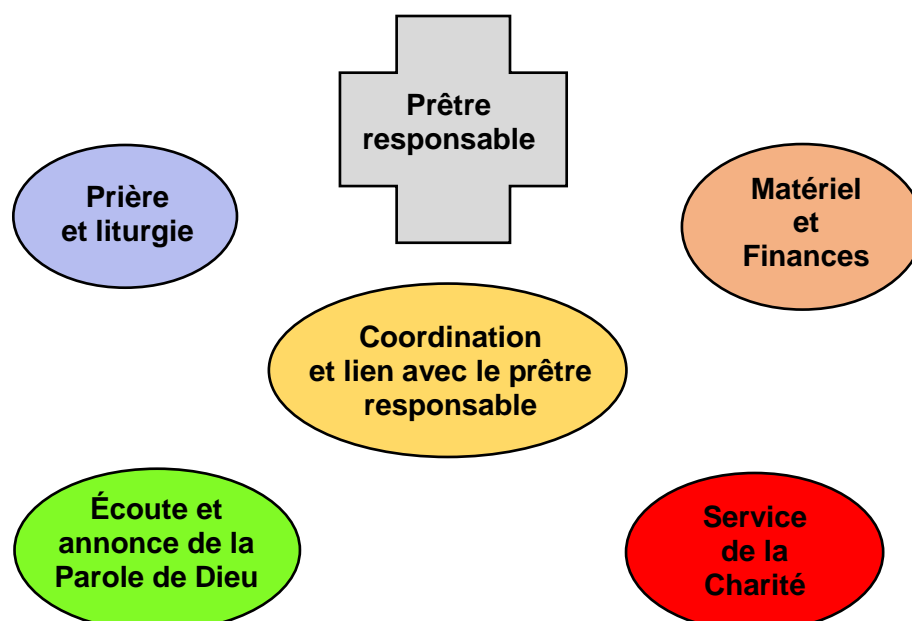 Prêtre
responsable
Prière
et liturgie
Matériel
et
Finances
Coordination
et lien avec le prêtre
responsable
Écoute et
annonce de la
Parole de Dieu
Service
de la
Charité